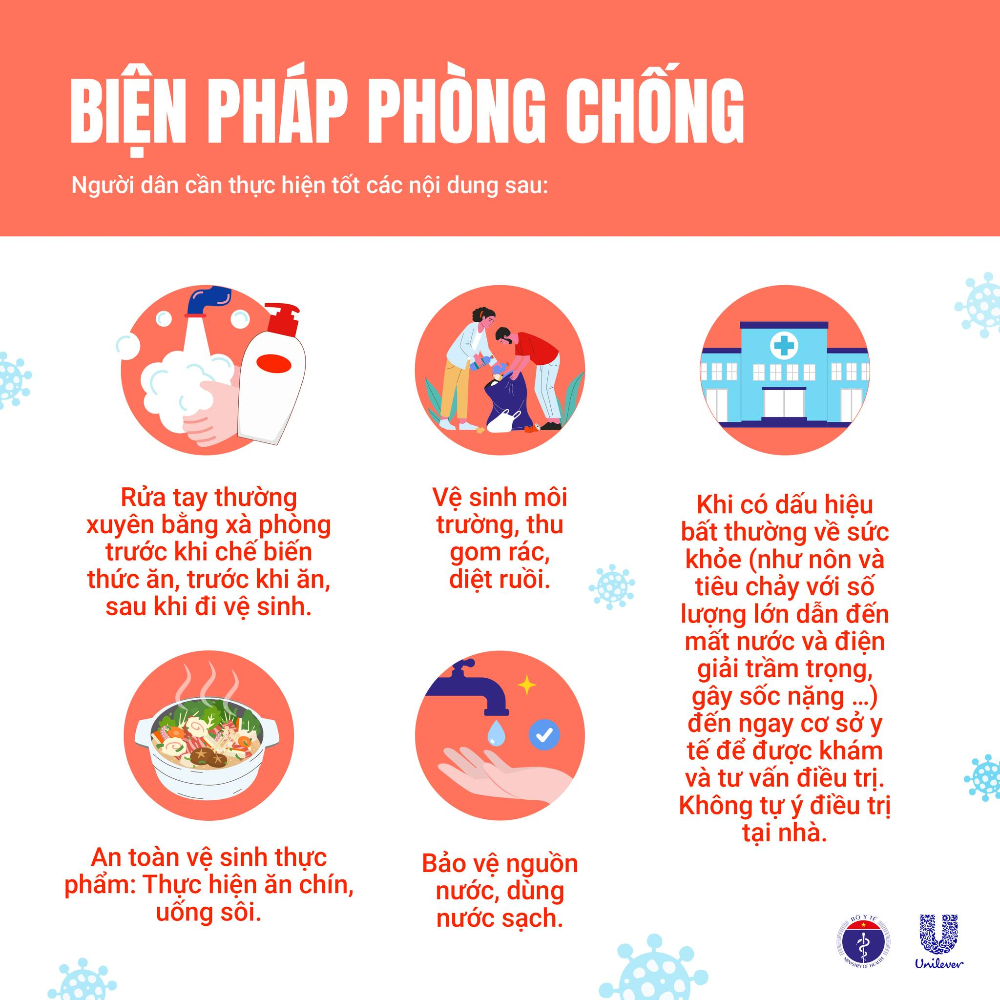 BIỆN PHÁP PHÒNG CHỐNG
Người dân cần thực hiện tốt các nội dung sau:
Rửa tay thường
xuyên bằng xà phòng
trước khi chế biến
thức ăn, trước khi ăn,
sau khi đi vệ sinh.
Vệ sinh môi
trường, thu
gom rác,
diệt ruồi.
Khi có dấu hiệu
bất thường về sức
khỏe (như nôn và
tiêu chảy với số
lượng lớn dẫn đến
mất nước và điện
giải trầm trọng,
gây sốc nặng ...)
đến ngay cơ sở y
tế để được khám
và tư vấn điều trị.
Không tự ý điều trị
tại nhà.
An toàn vệ sinh thực
phẩm: Thực hiện ăn chín,
uống sôi.
Bảo vệ nguồn
nước, dùng
nước sạch.
BỘ Y TẾ
MINISTRY OF HEALTH
Unilever